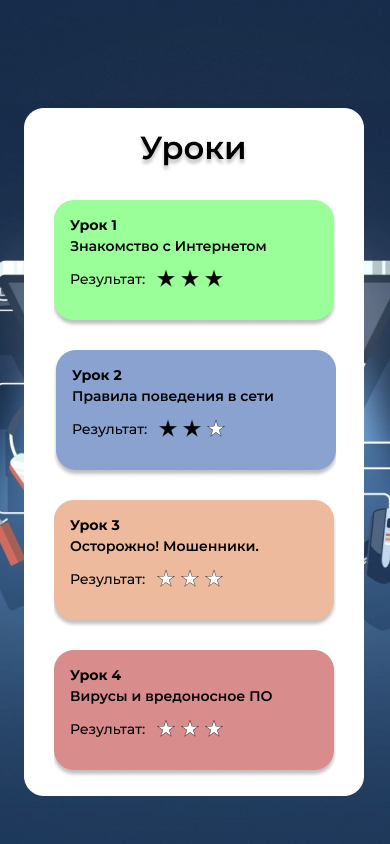 Уроки
Урок 1
Знакомство с Интернетом
Результат:
Урок 2
Правила поведения в сети
Результат:
Урок 3
Осторожно! Мошенники.
Результат:
Урок 4
Вирусы и вредоносное ПО
Результат: